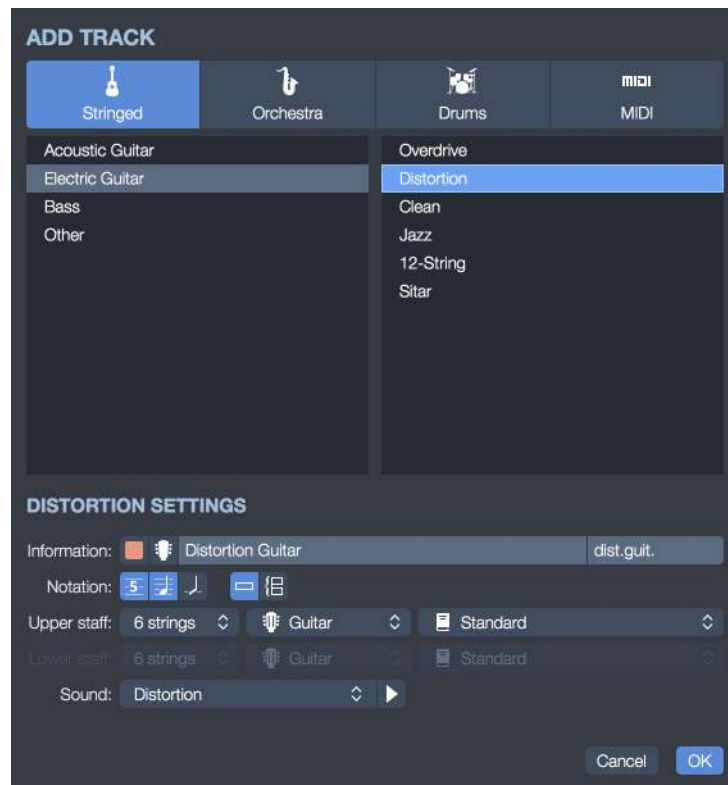 ADD TRACK
Stringed Orchestra Drums MIDI MIDI
Acoustic Guitar
Electric Guitar
Bass
Other
Overdrive
Distortion
Clean
Jazz
12-String
Sitar
DISTORTION SETTINGS
Information: Distortion Guitar dist.guit.
Notation: 5
Upper staff: 6 strings Guitar Standard
Lower staff: 6 strings Guitar Standard
Sound: Distortion
Cancel OK